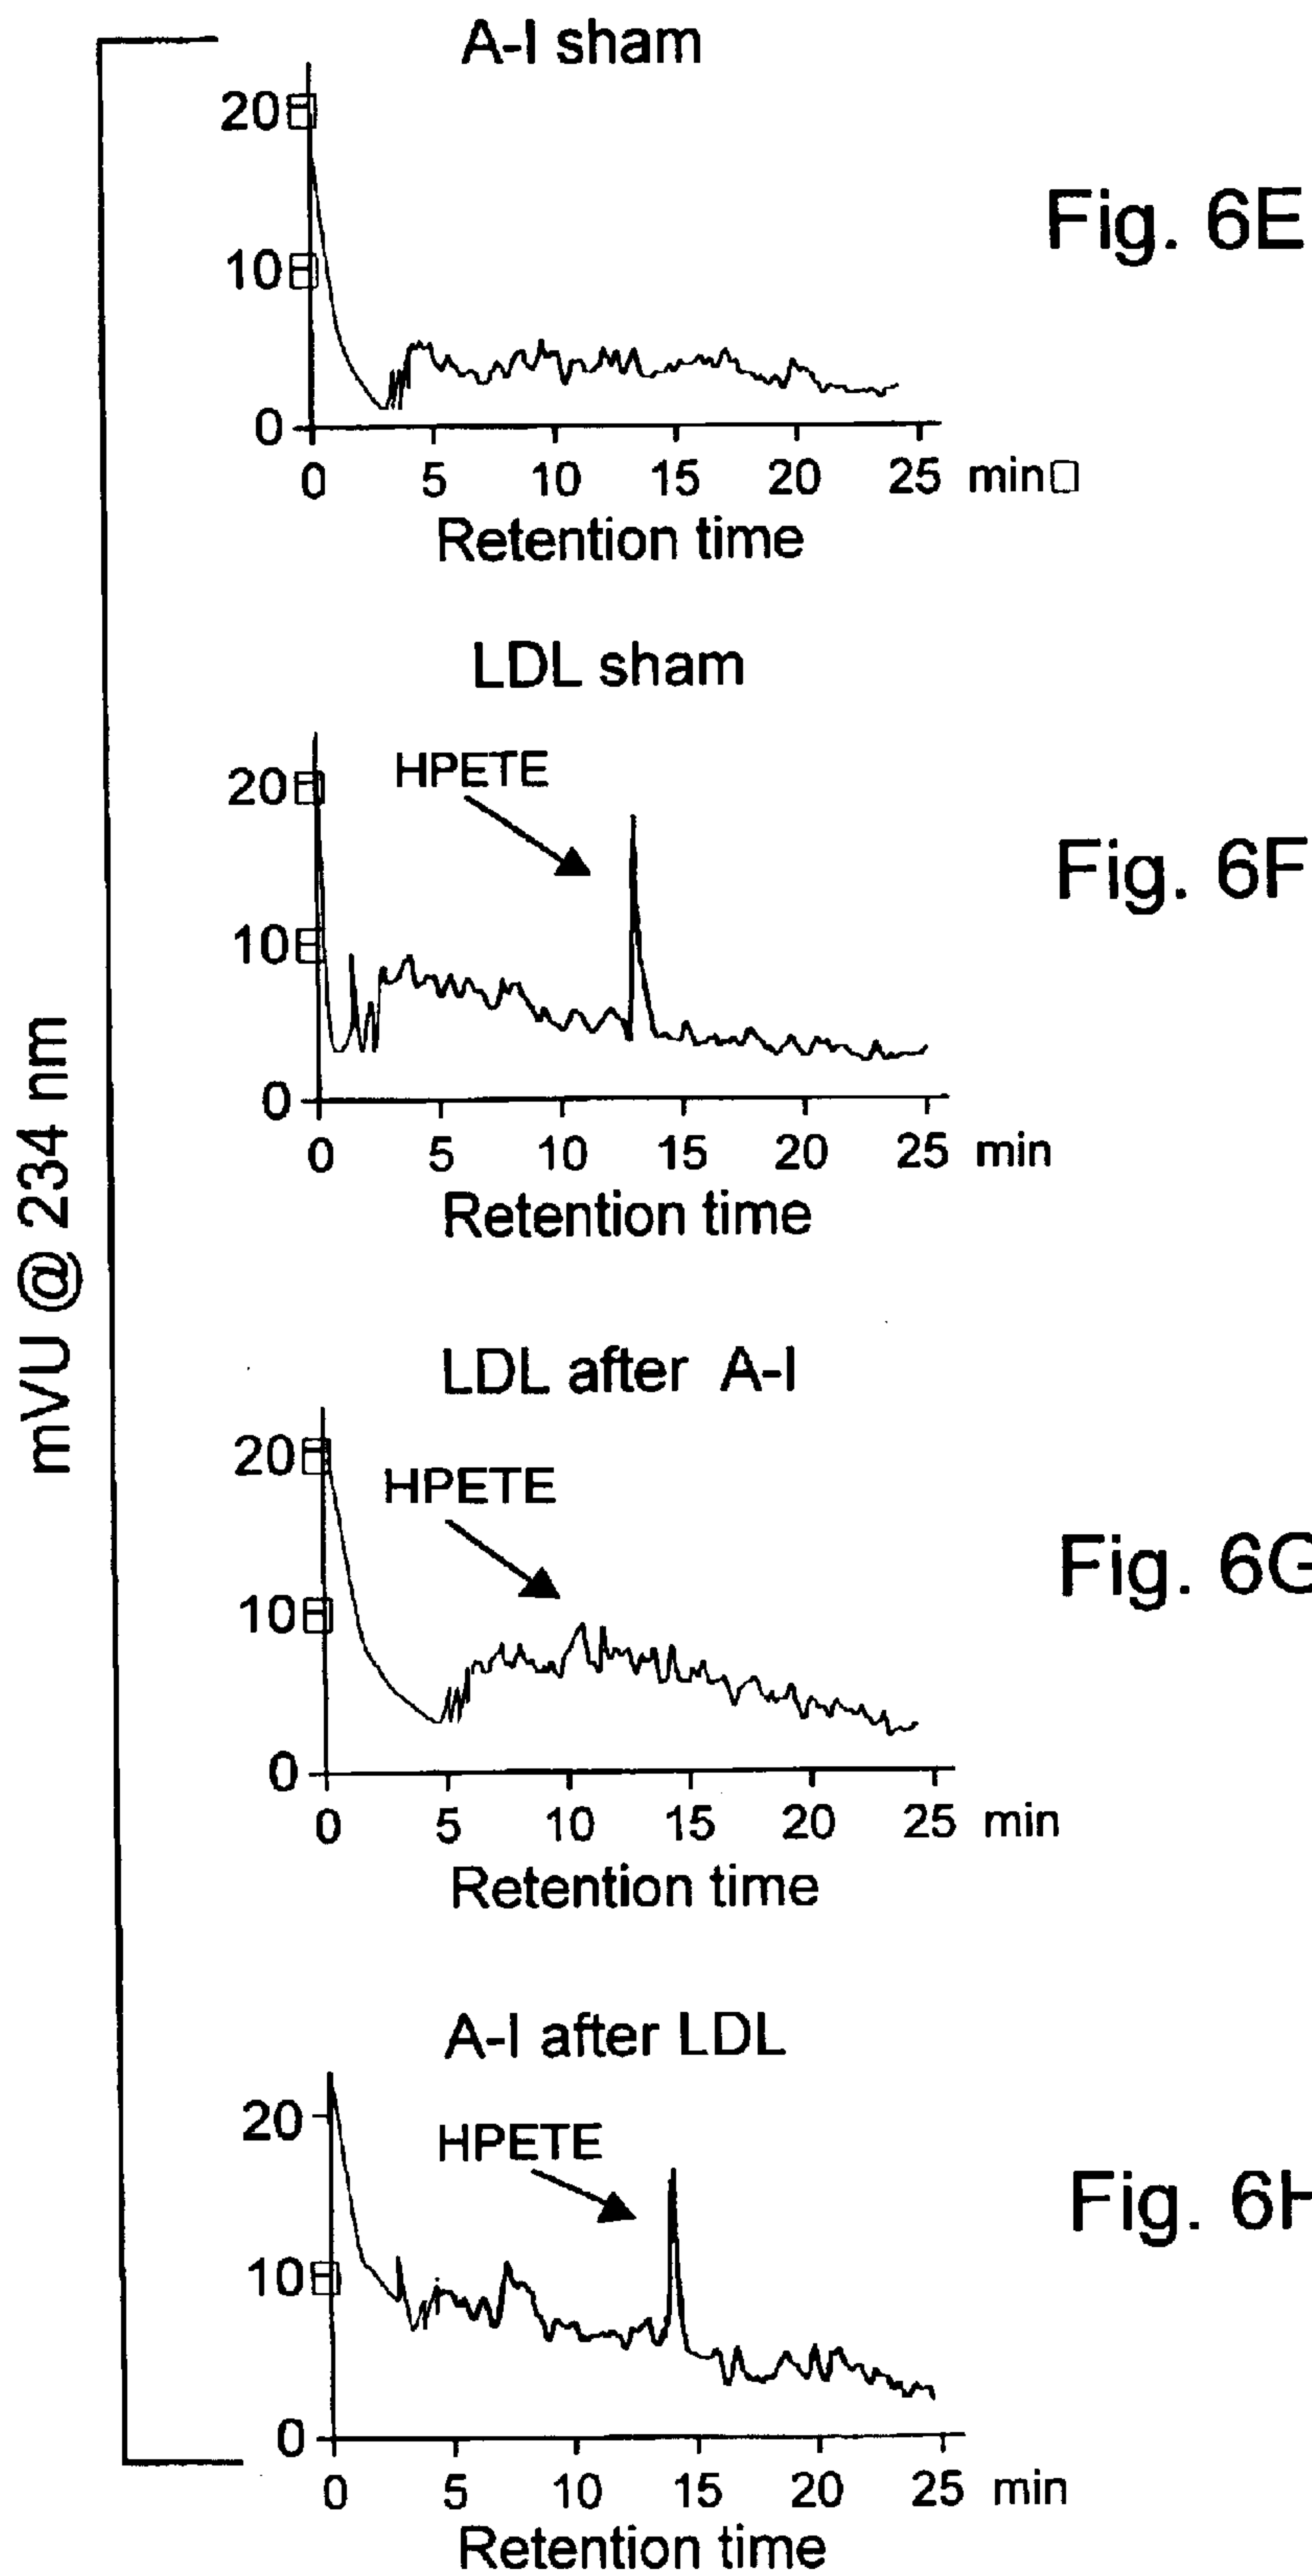 mVU @ 234 nm
A-I sham
20
10
0
0 5 10 15 20 25 min
Retention time
Fig. 6E
LDL sham
HPETE
20
10
0
0 5 10 15 20 25 min
Retention time
Fig. 6F
LDL after A-I
HPETE
20
10
0
0 5 10 15 20 25 min
Retention time
Fig. 6G
A-I after LDL
HPETE
20
10
0
0 5 10 15 20 25 min
Retention time
Fig. 6H